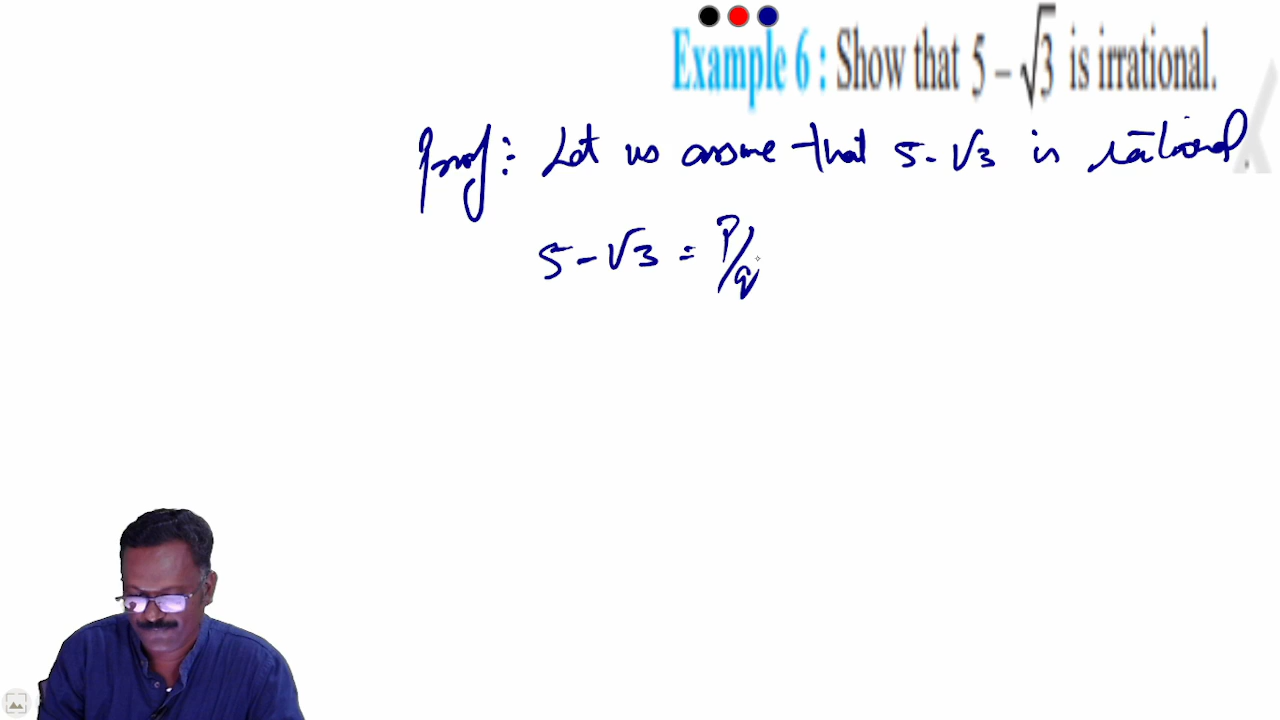 Example 6 : Show that 5 – √3 is irrational.
Proof : Let us assume that 5 - √3 is rational.
5 - √3 = P/q